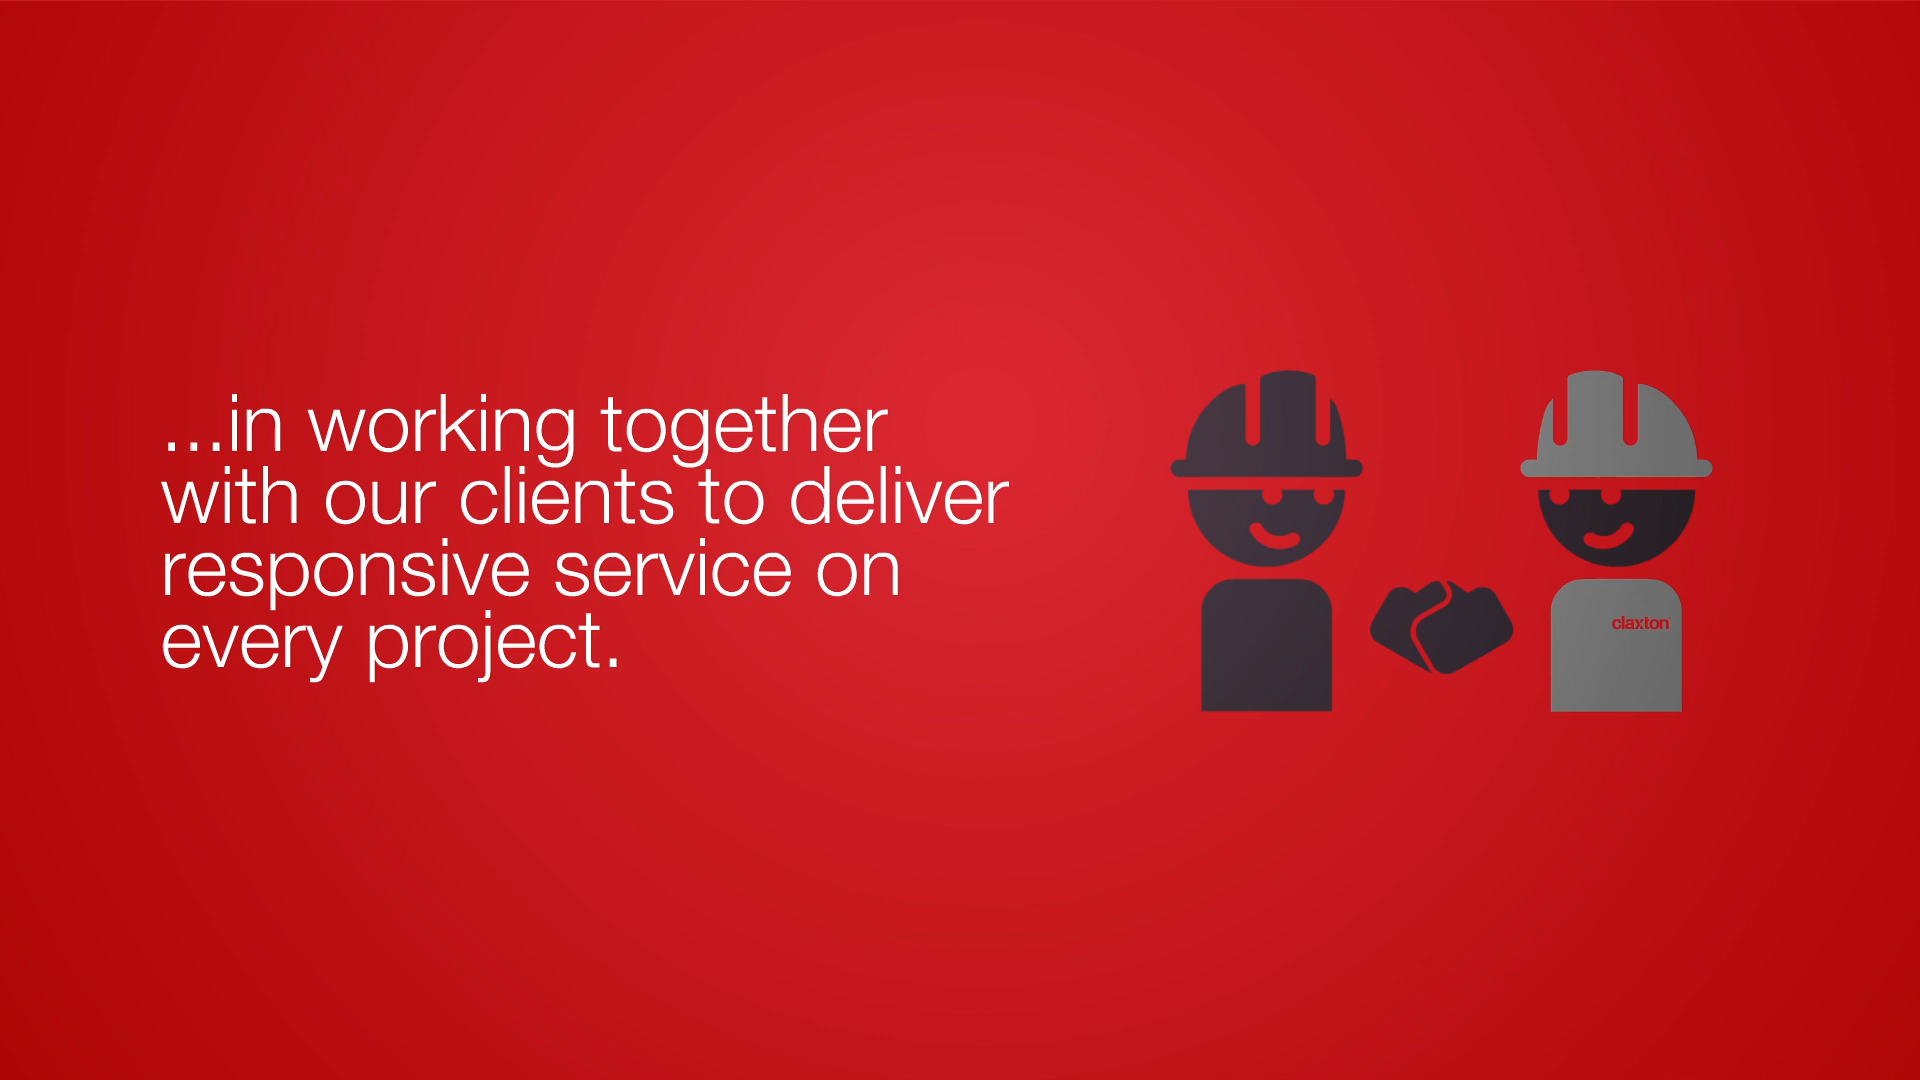 ...in working together
with our clients to deliver
responsive service on
every project.
claxton